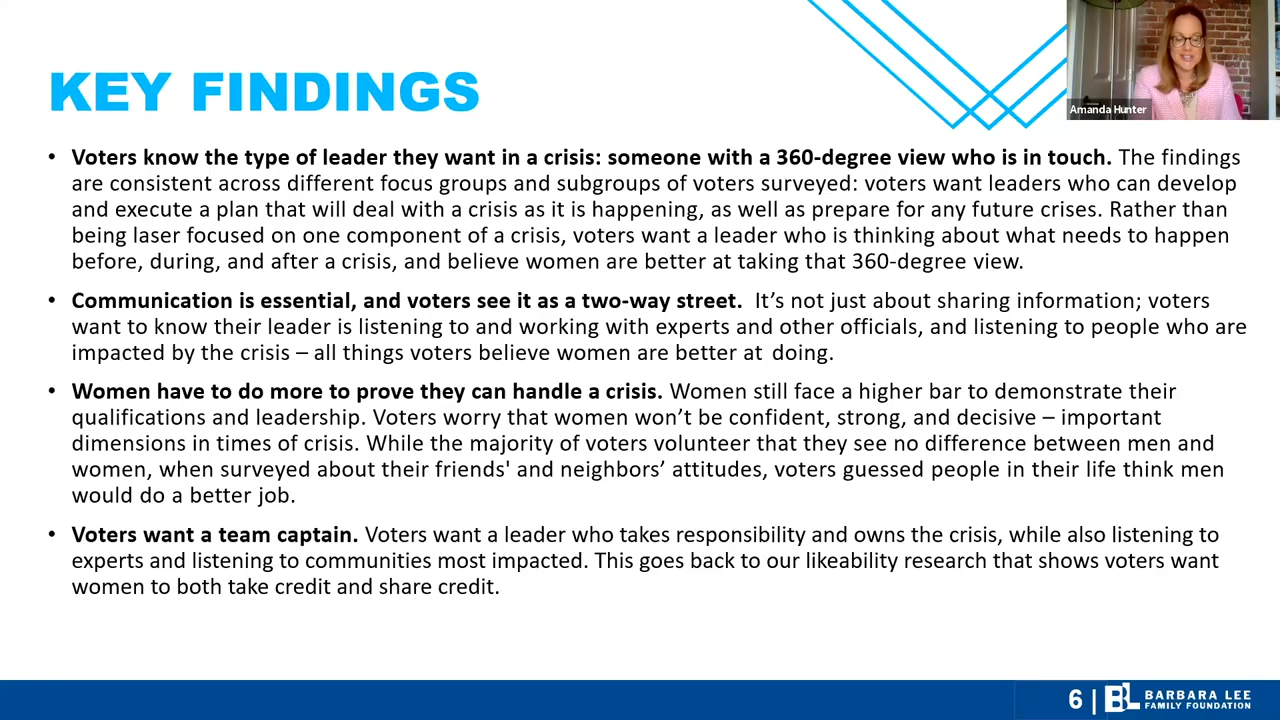 KEY FINDINGS
Amanda Hunter
• Voters know the type of leader they want in a crisis: someone with a 360-degree view who is in touch. The findings
are consistent across different focus groups and subgroups of voters surveyed: voters want leaders who can develop
and execute a plan that will deal with a crisis as it is happening, as well as prepare for any future crises. Rather than
being laser focused on one component of a crisis, voters want a leader who is thinking about what needs to happen
before, during, and after a crisis, and believe women are better at taking that 360-degree view.
• Communication is essential, and voters see it as a two-way street. It’s not just about sharing information; voters
want to know their leader is listening to and working with experts and other officials, and listening to people who are
impacted by the crisis – all things voters believe women are better at doing.
• Women have to do more to prove they can handle a crisis. Women still face a higher bar to demonstrate their
qualifications and leadership. Voters worry that women won’t be confident, strong, and decisive – important
dimensions in times of crisis. While the majority of voters volunteer that they see no difference between men and
women, when surveyed about their friends' and neighbors’ attitudes, voters guessed people in their life think men
would do a better job.
• Voters want a team captain. Voters want a leader who takes responsibility and owns the crisis, while also listening to
experts and listening to communities most impacted. This goes back to our likeability research that shows voters want
women to both take credit and share credit.
6 | BL BARBARA LEE
FAMILY FOUNDATION